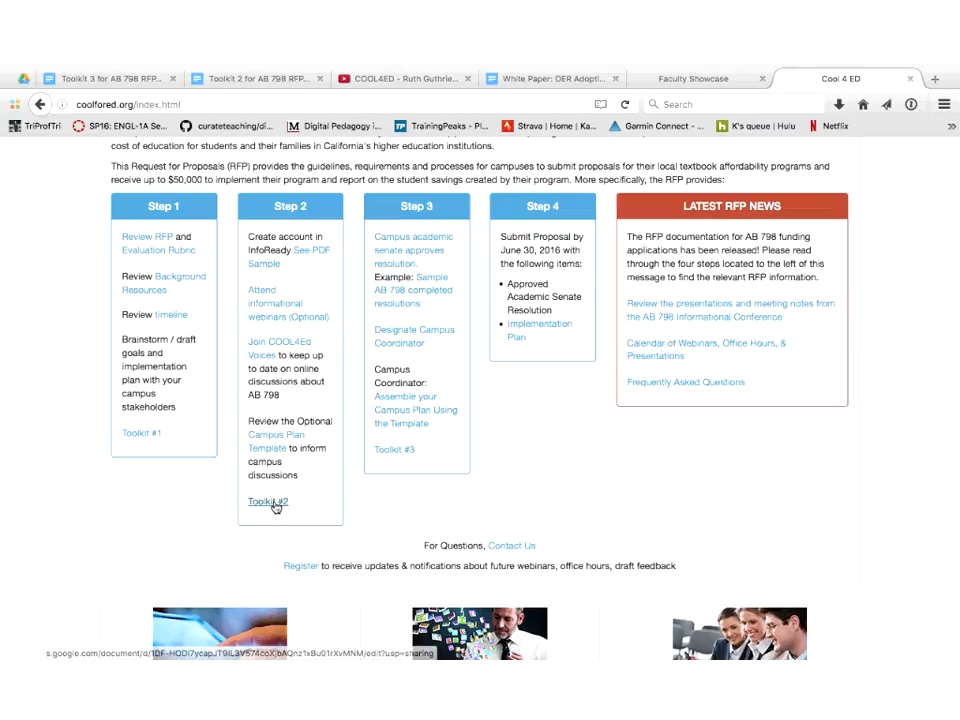 Toolkit 3 for AB 798 RFP...
Toolkit 2 for AB 798 RFP...
COOL4ED - Ruth Guthrie...
White Paper: OER Adopti...
Faculty Showcase
Cool 4 ED
coolfored.org/index.html
Search
TriProfTri
SP16: ENGL-1A Se...
curateteaching/di...
Digital Pedagogy i...
TrainingPeaks - Pl...
Strava | Home | Ka...
Garmin Connect - ...
K's queue | Hulu
Netflix
cost of education for students and their families in California's higher education institutions.
This Request for Proposals (RFP) provides the guidelines, requirements and processes for campuses to submit proposals for their local textbook affordability programs and
receive up to $50,000 to implement their program and report on the student savings created by their program. More specifically, the RFP provides:
Step 1
Review RFP and
Evaluation Rubric
Review Background
Resources
Review timeline
Brainstorm / draft
goals and
implementation
plan with your
campus
stakeholders
Toolkit #1
Step 2
Create account in
InfoReady See PDF
Sample
Attend
informational
webinars (Optional)
Join COOL4Ed
Voices to keep up
to date on online
discussions about
AB 798
Review the Optional
Campus Plan
Template to inform
campus
discussions
Toolkit #2
Step 3
Campus academic
senate approves
resolution.
Example: Sample
AB 798 completed
resolutions
Designate Campus
Coordinator
Campus
Coordinator:
Assemble your
Campus Plan Using
the Template
Toolkit #3
Step 4
Submit Proposal by
June 30, 2016 with
the following items:
• Approved
Academic Senate
Resolution
• Implementation
Plan
LATEST RFP NEWS
The RFP documentation for AB 798 funding
applications has been released! Please read
through the four steps located to the left of this
message to find the relevant RFP information.
Review the presentations and meeting notes from
the AB 798 Informational Conference
Calendar of Webinars, Office Hours, &
Presentations
Frequently Asked Questions
For Questions, Contact Us
Register to receive updates & notifications about future webinars, office hours, draft feedback